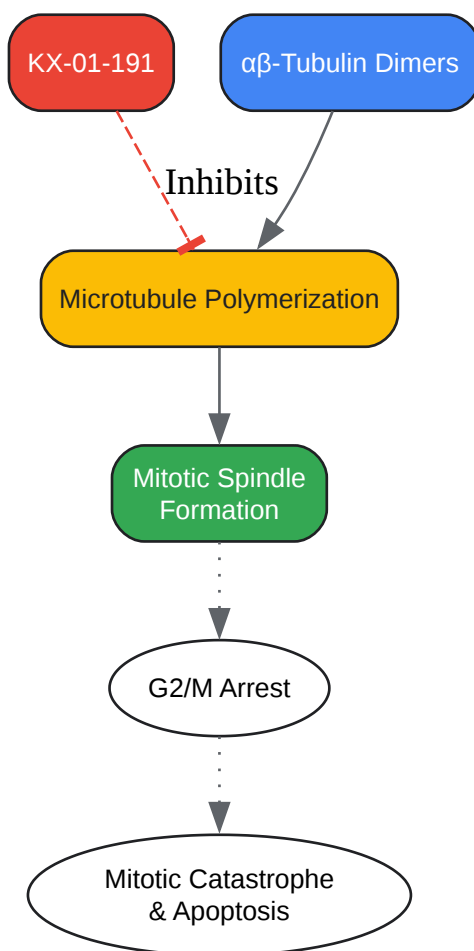 KX-01-191
αβ-Tubulin Dimers
Inhibits
Microtubule Polymerization
Mitotic Spindle
Formation
G2/M Arrest
Mitotic Catastrophe
& Apoptosis